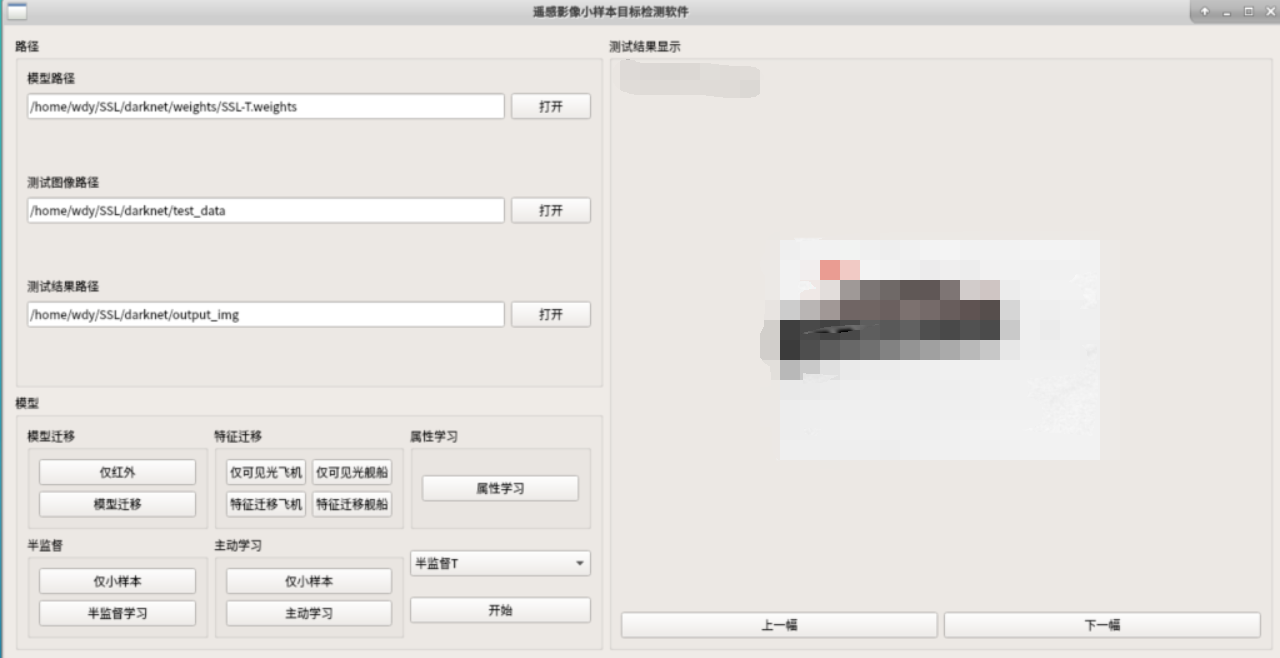 遥感影像小样本目标检测软件
路径
模型路径
/home/wdy/SSL/darknet/weights/SSL-T.weights
打开
测试图像路径
/home/wdy/SSL/darknet/test_data
打开
测试结果路径
/home/wdy/SSL/darknet/output_img
打开
模型
模型迁移
仅红外
模型迁移
特征迁移
仅可见光飞机 仅可见光舰船
特征迁移飞机 特征迁移舰船
属性学习
属性学习
半监督
仅小样本
半监督学习
主动学习
仅小样本
主动学习
半监督T
开始
测试结果显示
上一幅
下一幅